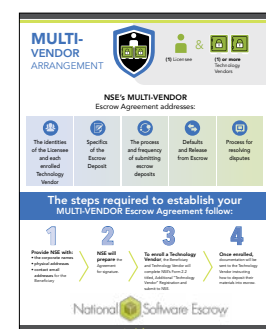 MULTI-
VENDOR
ARRANGEMENT
&
(1) Licensee
(1) or more
Technology
Vendors
NSE's MULTI-VENDOR
Escrow Agreement addresses:
The identities
of the Licensee
and each
enrolled
Technology
Vendor
Specifics
of the
Escrow
Deposit
The process
and frequency
of submitting
escrow
deposits
Defaults
and Release
from Escrow
Process for
resolving
disputes
The steps required to establish your
MULTI-VENDOR Escrow Agreement follow:
1
Provide NSE with:
• the corporate names
• physical addresses
• contact email
addresses for the
Beneficiary
2
NSE will
prepare the
Agreement
for signature.
3
To enroll a Technology
Vendor, the Beneficiary
and Technology Vendor will
complete NSE's Form 2.2
titled, Additional "Technology
Vendor" Registration and
submit to NSE.
4
Once enrolled,
documentation will be
sent to the Technology
Vendor instructing
how to deposit their
materials into escrow.
National Software Escrow